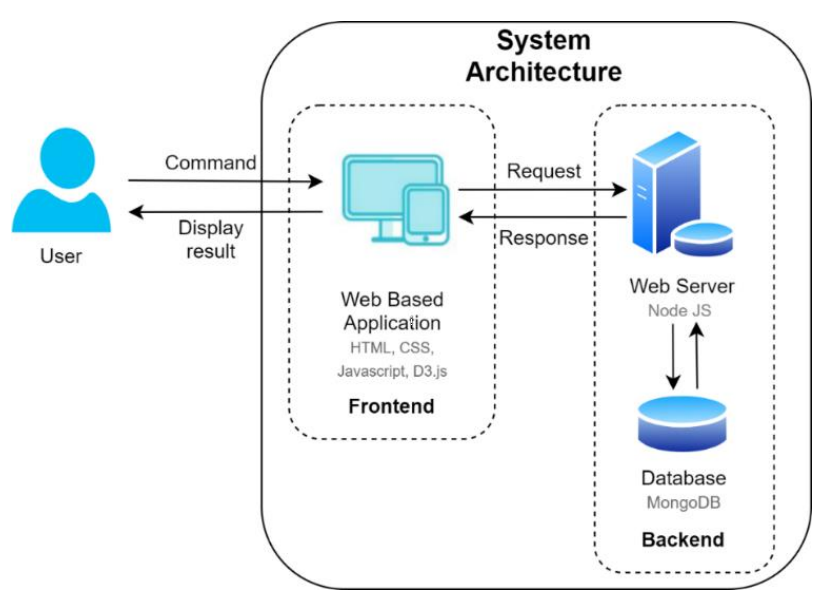 System
Architecture
Command
Display
result
User
Request
Response
Web Based
Application
HTML, CSS,
Javascript, D3.js
Frontend
Web Server
Node JS
Database
MongoDB
Backend